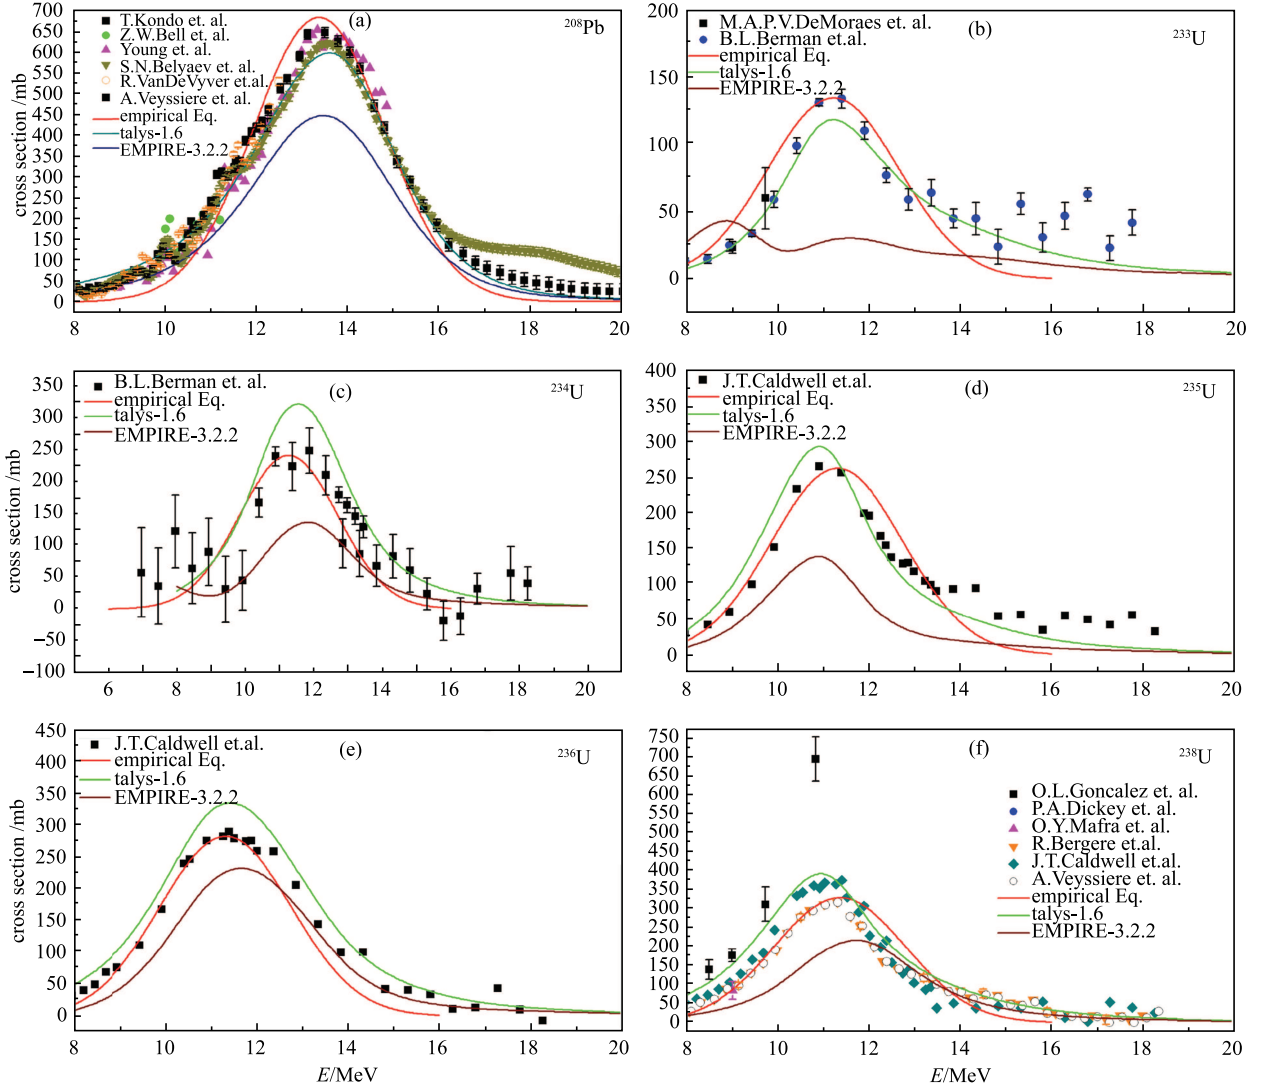 (a)
²⁰⁸Pb
T.Kondo et. al.
Z.W.Bell et. al.
Young et. al.
S.N.Belyaev et. al.
R.VanDeVyver et.al.
A.Veyssiere et. al.
empirical Eq.
talys-1.6
EMPIRE-3.2.2
cross section /mb
700
650
600
550
500
450
400
350
300
250
200
150
100
50
0
8 10 12 14 16 18 20
(b)
²³³U
M.A.P.V.DeMoraes et. al.
B.L.Berman et.al.
empirical Eq.
talys-1.6
EMPIRE-3.2.2
200
150
100
50
0
8 10 12 14 16 18 20
(c)
²³⁴U
B.L.Berman et. al.
empirical Eq.
talys-1.6
EMPIRE-3.2.2
cross section /mb
350
300
250
200
150
100
50
0
−50
−100
6 8 10 12 14 16 18 20
(d)
²³⁵U
J.T.Caldwell et.al.
empirical Eq.
talys-1.6
EMPIRE-3.2.2
400
350
300
250
200
150
100
50
0
8 10 12 14 16 18 20
(e)
²³⁶U
J.T.Caldwell et.al.
empirical Eq.
talys-1.6
EMPIRE-3.2.2
cross section /mb
450
400
350
300
250
200
150
100
50
0
8 10 12 14 16 18 20
E/MeV
(f)
²³⁸U
O.L.Goncalez et. al.
P.A.Dickey et. al.
O.Y.Mafra et. al.
R.Bergere et.al.
J.T.Caldwell et.al.
A.Veyssiere et. al.
empirical Eq.
talys-1.6
EMPIRE-3.2.2
750
700
650
600
550
500
450
400
350
300
250
200
150
100
50
0
8 10 12 14 16 18 20
E/MeV